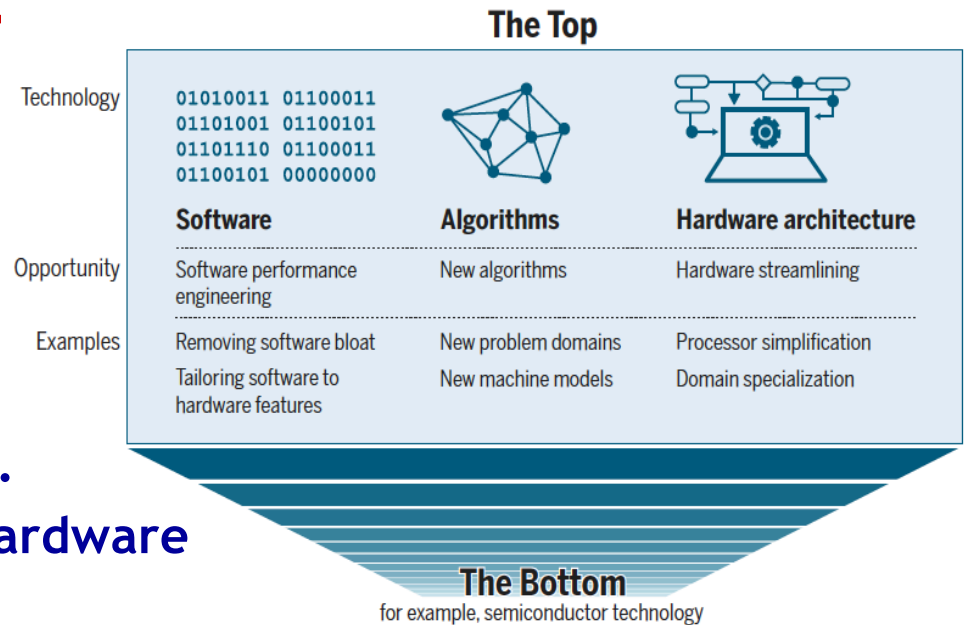 The Top
Technology
01010011 01100011
01101001 01100101
01101110 01100011
01100101 00000000
Software
Algorithms
Hardware architecture
Opportunity
Software performance
engineering
New algorithms
Hardware streamlining
Examples
Removing software bloat
New problem domains
Processor simplification
Tailoring software to
hardware features
New machine models
Domain specialization
.
ardware
The Bottom
for example, semiconductor technology